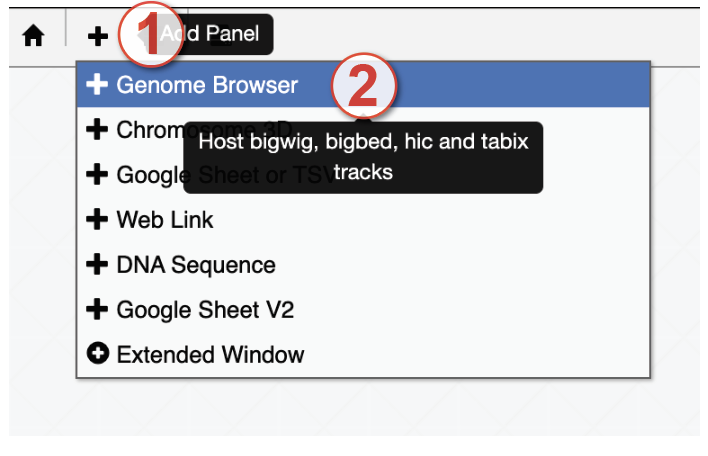 1
Add Panel
Genome Browser
2
Chromosome 3D
Host bigwig, bigbed, hic and tabix
tracks
Google Sheet or TSV
Web Link
DNA Sequence
Google Sheet V2
Extended Window